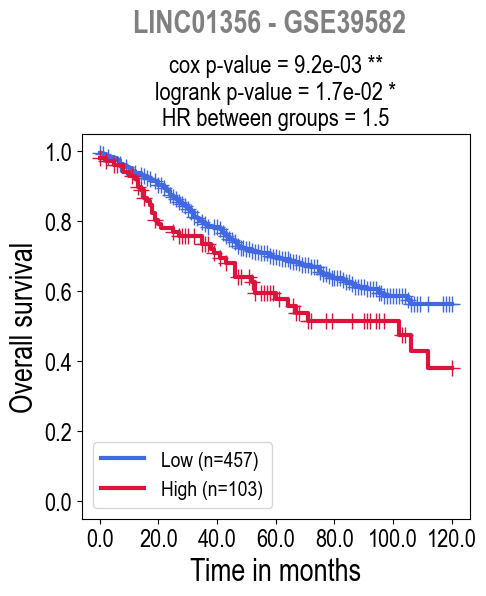 LINC01356 - GSE39582
cox p-value = 9.2e-03 **
logrank p-value = 1.7e-02 *
HR between groups = 1.5
Overall survival
1.0
0.8
0.6
0.4
0.2
0.0
Low (n=457)
High (n=103)
0.0 20.0 40.0 60.0 80.0 100.0 120.0
Time in months